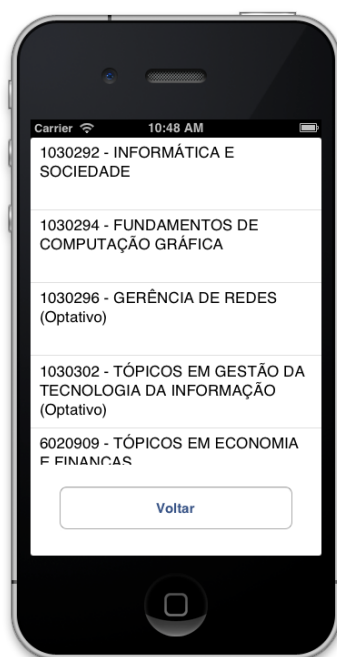 Carrier 10:48 AM
1030292 - INFORMÁTICA E
SOCIEDADE
1030294 - FUNDAMENTOS DE
COMPUTAÇÃO GRÁFICA
1030296 - GERÊNCIA DE REDES
(Optativo)
1030302 - TÓPICOS EM GESTÃO DA
TECNOLOGIA DA INFORMAÇÃO
(Optativo)
6020909 - TÓPICOS EM ECONOMIA
E FINANÇAS
Voltar